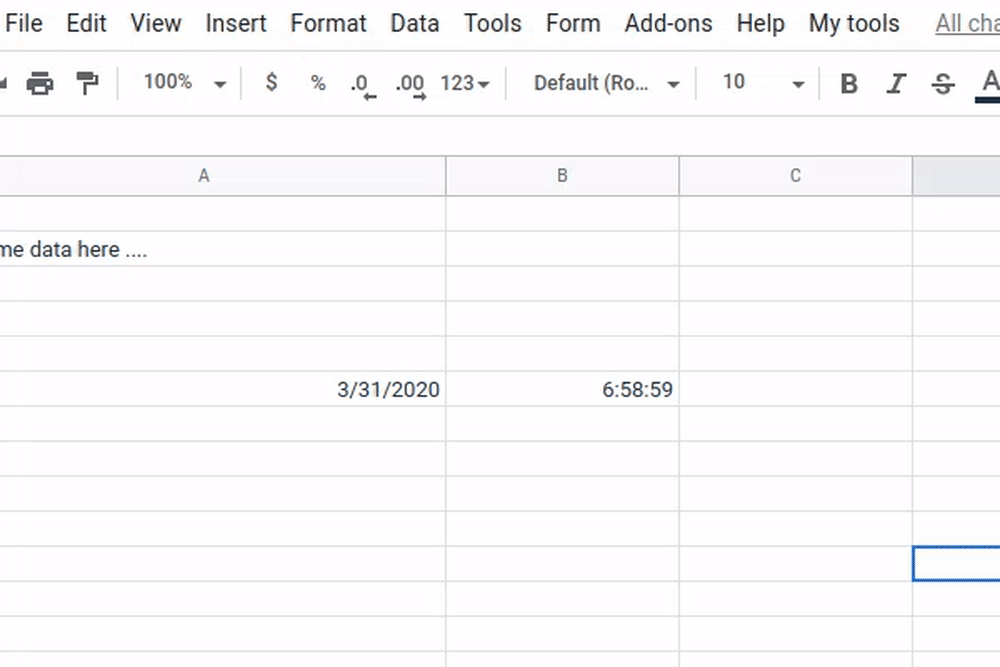 File Edit View Insert Format Data Tools Form Add-ons Help My tools All cha
100% $ % .0 .00 123 Default (Ro... 10 B I S A
A B C
me data here ....
3/31/2020 6:58:59